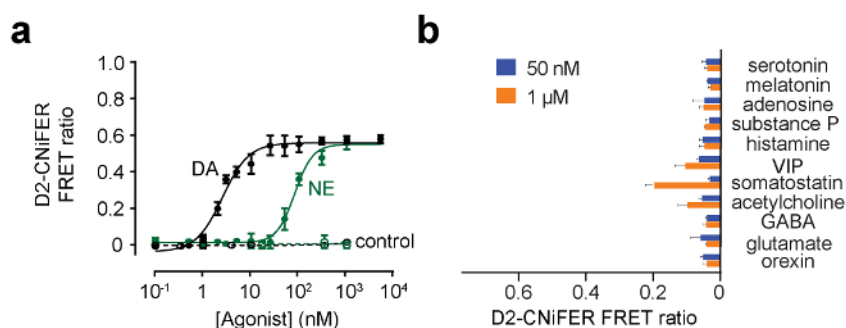 a
b
D2-CNiFER
FRET ratio
1.0
0.8
0.6
0.4
0.2
0
DA
NE
control
10⁻¹ 1 10¹ 10² 10³ 10⁴
[Agonist] (nM)
50 nM
1 μM
serotonin
melatonin
adenosine
substance P
histamine
VIP
somatostatin
acetylcholine
GABA
glutamate
orexin
0.6 0.4 0.2 0
D2-CNiFER FRET ratio